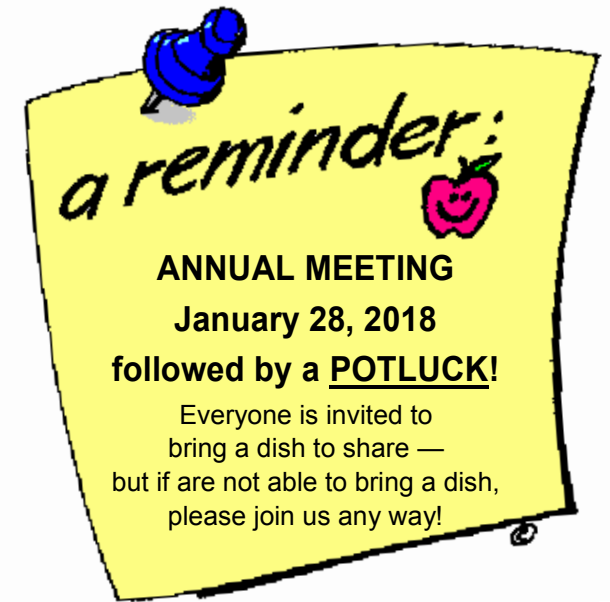 a reminder:
ANNUAL MEETING
January 28, 2018
followed by a POTLUCK!
Everyone is invited to
bring a dish to share —
but if are not able to bring a dish,
please join us any way!
©